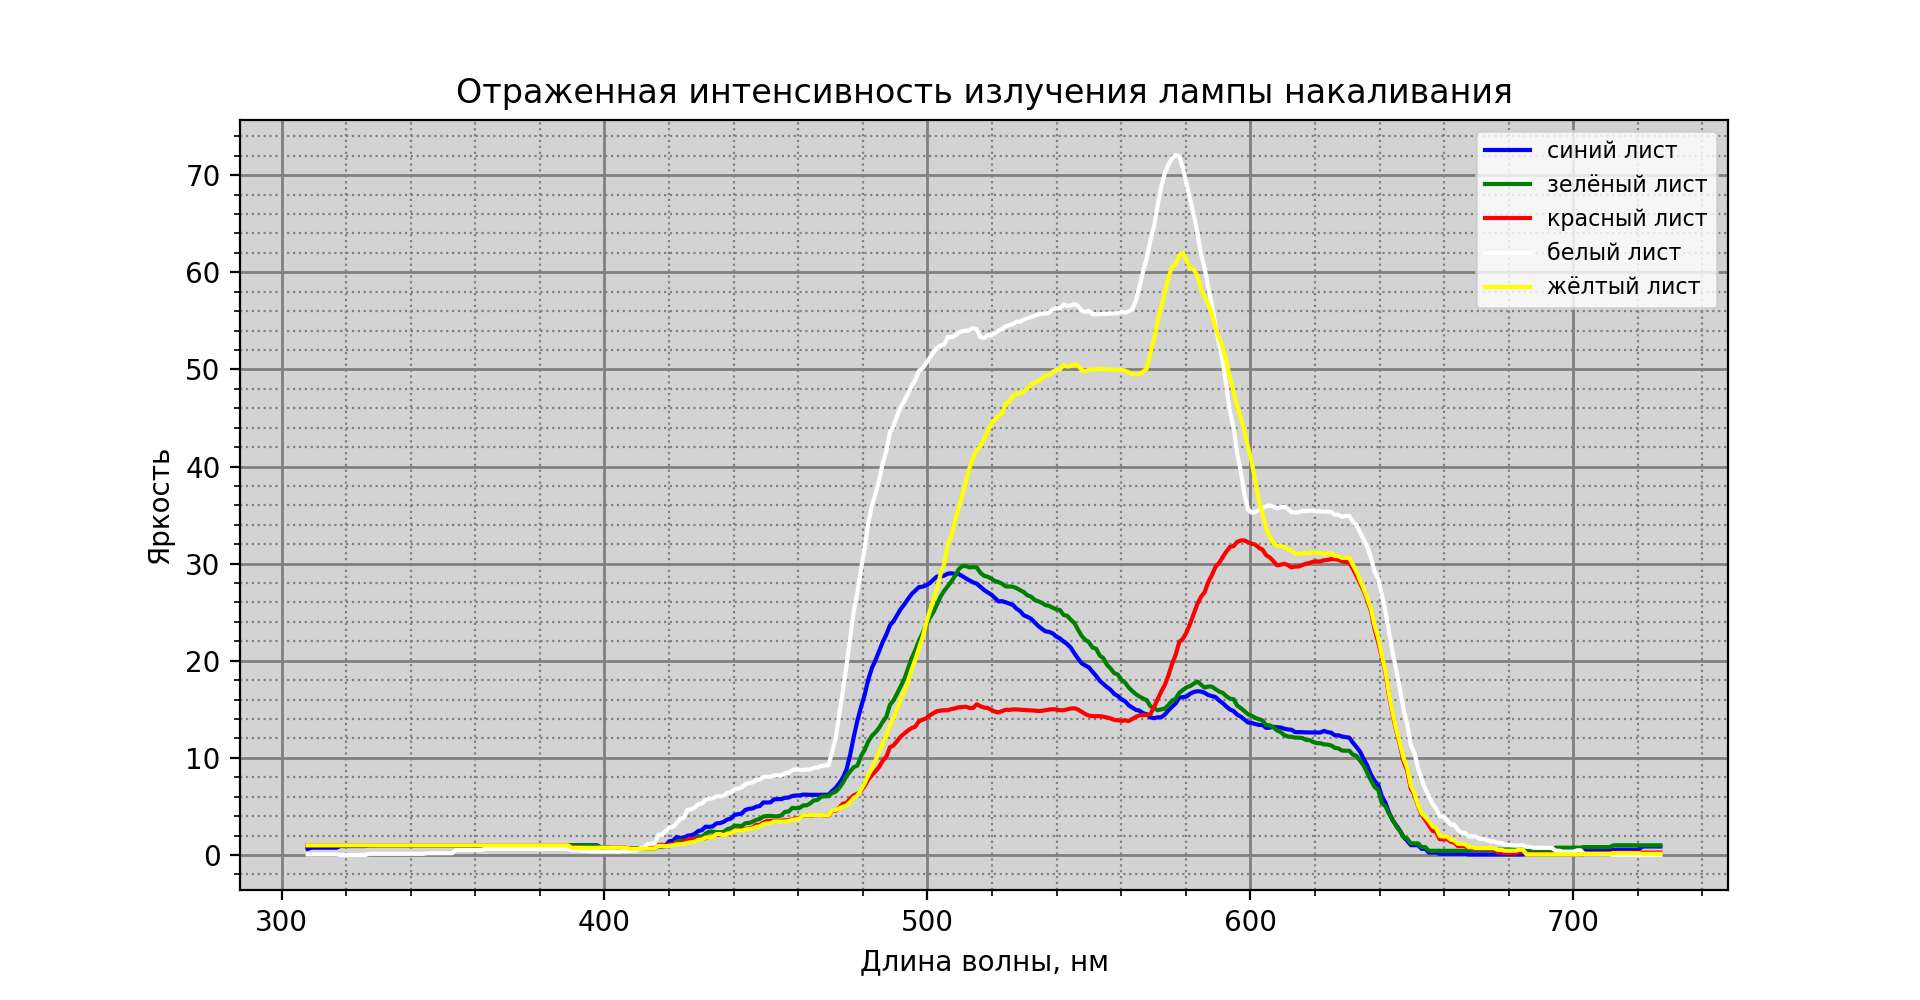 Отраженная интенсивность излучения лампы накаливания
синий лист
зелёный лист
красный лист
белый лист
жёлтый лист
Яркость
70
60
50
40
30
20
10
0
300 400 500 600 700
Длина волны, нм